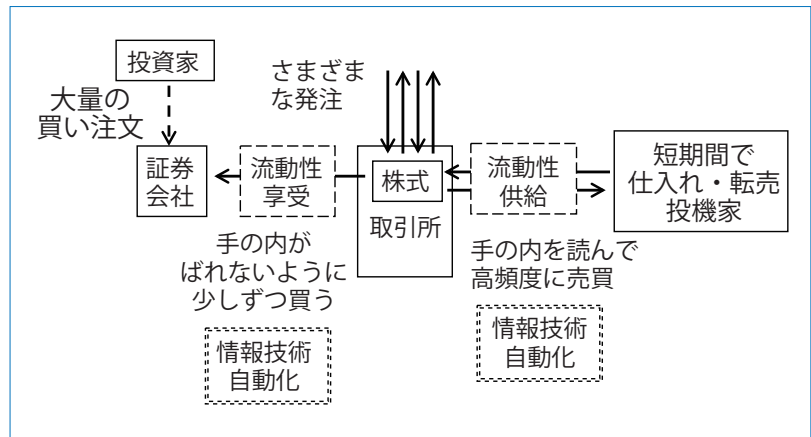 投資家
大量の
買い注文
証券
会社
流動性
享受
手の内が
ばれないように
少しずつ買う
情報技術
自動化
さまざま
な発注
株式
取引所
流動性
供給
手の内を読んで
高頻度に売買
情報技術
自動化
短期間で
仕入れ・転売
投機家